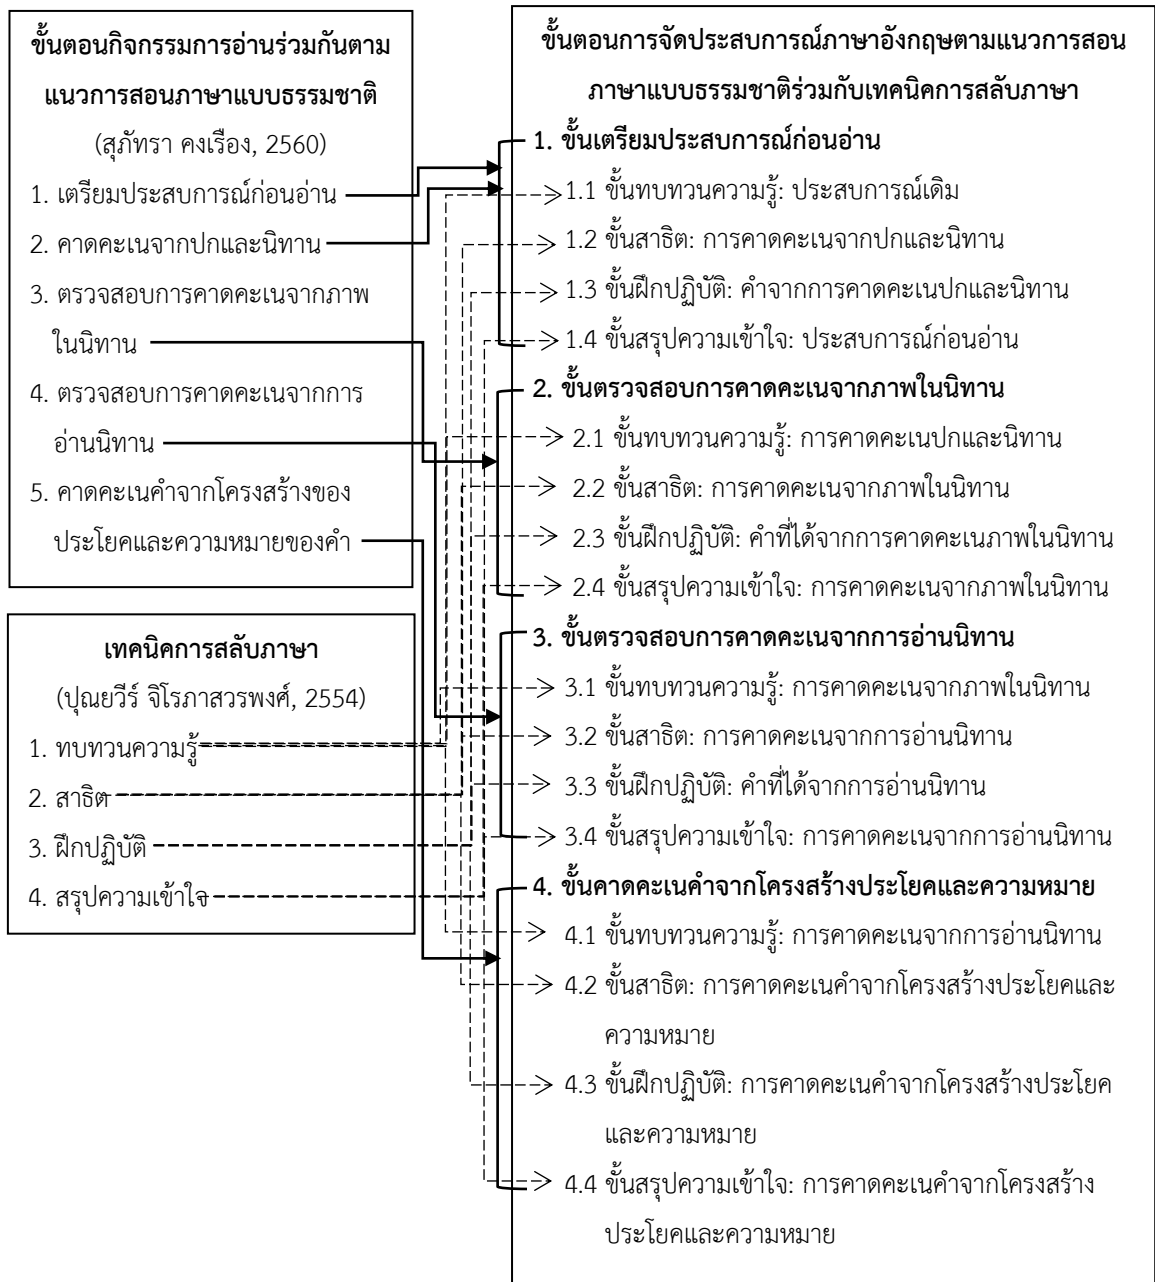 ขั้นตอนกิจกรรมการอ่านร่วมกันตาม
แนวการสอนภาษาแบบธรรมชาติ
(สุภัทรา คงเรือง, 2560)
1. เตรียมประสบการณ์ก่อนอ่าน
2. คาดคะเนจากปกและนิทาน
3. ตรวจสอบการคาดคะเนจากภาพ
ในนิทาน
4. ตรวจสอบการคาดคะเนจากการ
อ่านนิทาน
5. คาดคะเนคำจากโครงสร้างของ
ประโยคและความหมายของคำ
เทคนิคการสลับภาษา
(ปุณยวีร์ จิโรภาสวรพงศ์, 2554)
1. ทบทวนความรู้
2. สาธิต
3. ฝึกปฏิบัติ
4. สรุปความเข้าใจ
ขั้นตอนการจัดประสบการณ์ภาษาอังกฤษตามแนวการสอน
ภาษาแบบธรรมชาติร่วมกับเทคนิคการสลับภาษา
1. ขั้นเตรียมประสบการณ์ก่อนอ่าน
1.1 ขั้นทบทวนความรู้: ประสบการณ์เดิม
1.2 ขั้นสาธิต: การคาดคะเนจากปกและนิทาน
1.3 ขั้นฝึกปฏิบัติ: คำจากการคาดคะเนปกและนิทาน
1.4 ขั้นสรุปความเข้าใจ: ประสบการณ์ก่อนอ่าน
2. ขั้นตรวจสอบการคาดคะเนจากภาพในนิทาน
2.1 ขั้นทบทวนความรู้: การคาดคะเนปกและนิทาน
2.2 ขั้นสาธิต: การคาดคะเนจากภาพในนิทาน
2.3 ขั้นฝึกปฏิบัติ: คำที่ได้จากการคาดคะเนภาพในนิทาน
2.4 ขั้นสรุปความเข้าใจ: การคาดคะเนจากภาพในนิทาน
3. ขั้นตรวจสอบการคาดคะเนจากการอ่านนิทาน
3.1 ขั้นทบทวนความรู้: การคาดคะเนจากภาพในนิทาน
3.2 ขั้นสาธิต: การคาดคะเนจากการอ่านนิทาน
3.3 ขั้นฝึกปฏิบัติ: คำที่ได้จากการอ่านนิทาน
3.4 ขั้นสรุปความเข้าใจ: การคาดคะเนจากการอ่านนิทาน
4. ขั้นคาดคะเนคำจากโครงสร้างประโยคและความหมาย
4.1 ขั้นทบทวนความรู้: การคาดคะเนจากการอ่านนิทาน
4.2 ขั้นสาธิต: การคาดคะเนคำจากโครงสร้างประโยคและ
ความหมาย
4.3 ขั้นฝึกปฏิบัติ: การคาดคะเนคำจากโครงสร้างประโยค
และความหมาย
4.4 ขั้นสรุปความเข้าใจ: การคาดคะเนคำจากโครงสร้าง
ประโยคและความหมาย